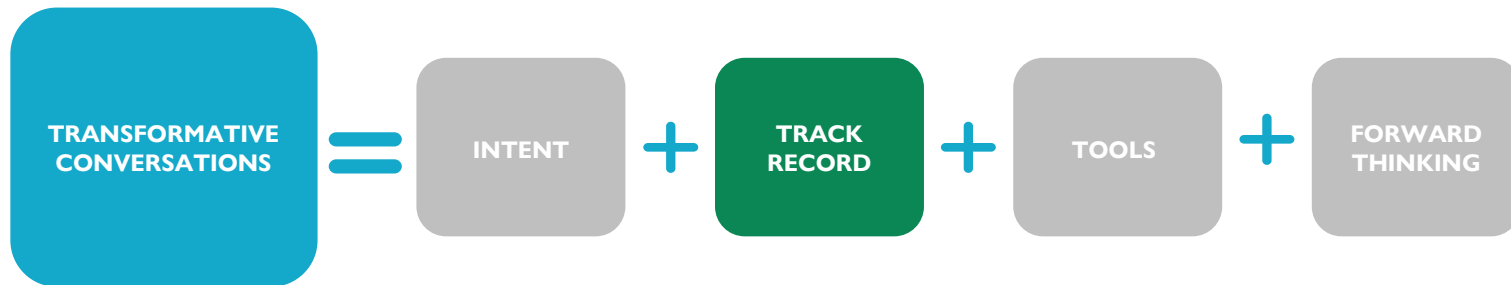 TRANSFORMATIVE
CONVERSATIONS
=
INTENT
+
TRACK
RECORD
+
TOOLS
+
FORWARD
THINKING